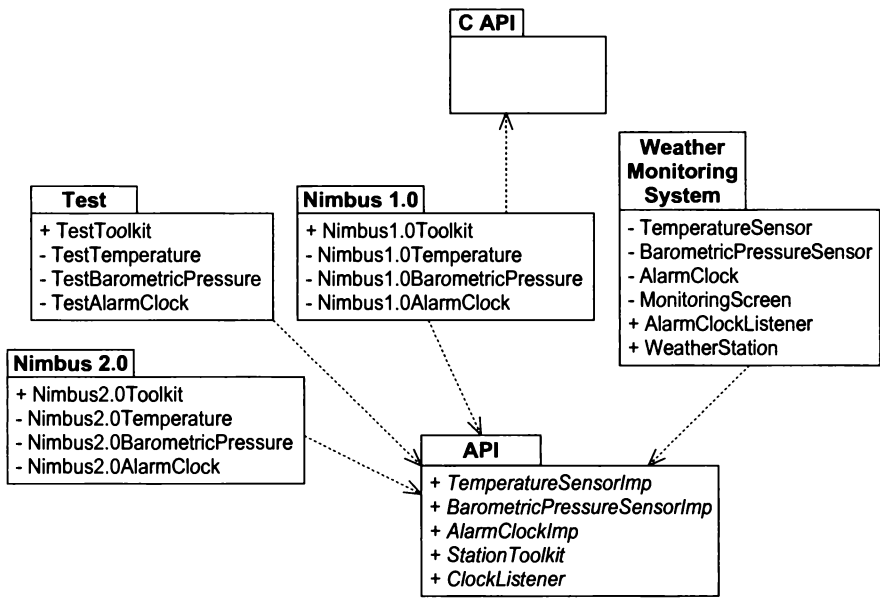 C API
Weather
Monitoring
System
- TemperatureSensor
- BarometricPressureSensor
- AlarmClock
- MonitoringScreen
+ AlarmClockListener
+ WeatherStation
Test
+ TestToolkit
- TestTemperature
- TestBarometricPressure
- TestAlarmClock
Nimbus 1.0
+ Nimbus1.0Toolkit
- Nimbus1.0Temperature
- Nimbus1.0BarometricPressure
- Nimbus1.0AlarmClock
Nimbus 2.0
+ Nimbus2.0Toolkit
- Nimbus2.0Temperature
- Nimbus2.0BarometricPressure
- Nimbus2.0AlarmClock
API
+ TemperatureSensorImp
+ BarometricPressureSensorImp
+ AlarmClockImp
+ StationToolkit
+ ClockListener